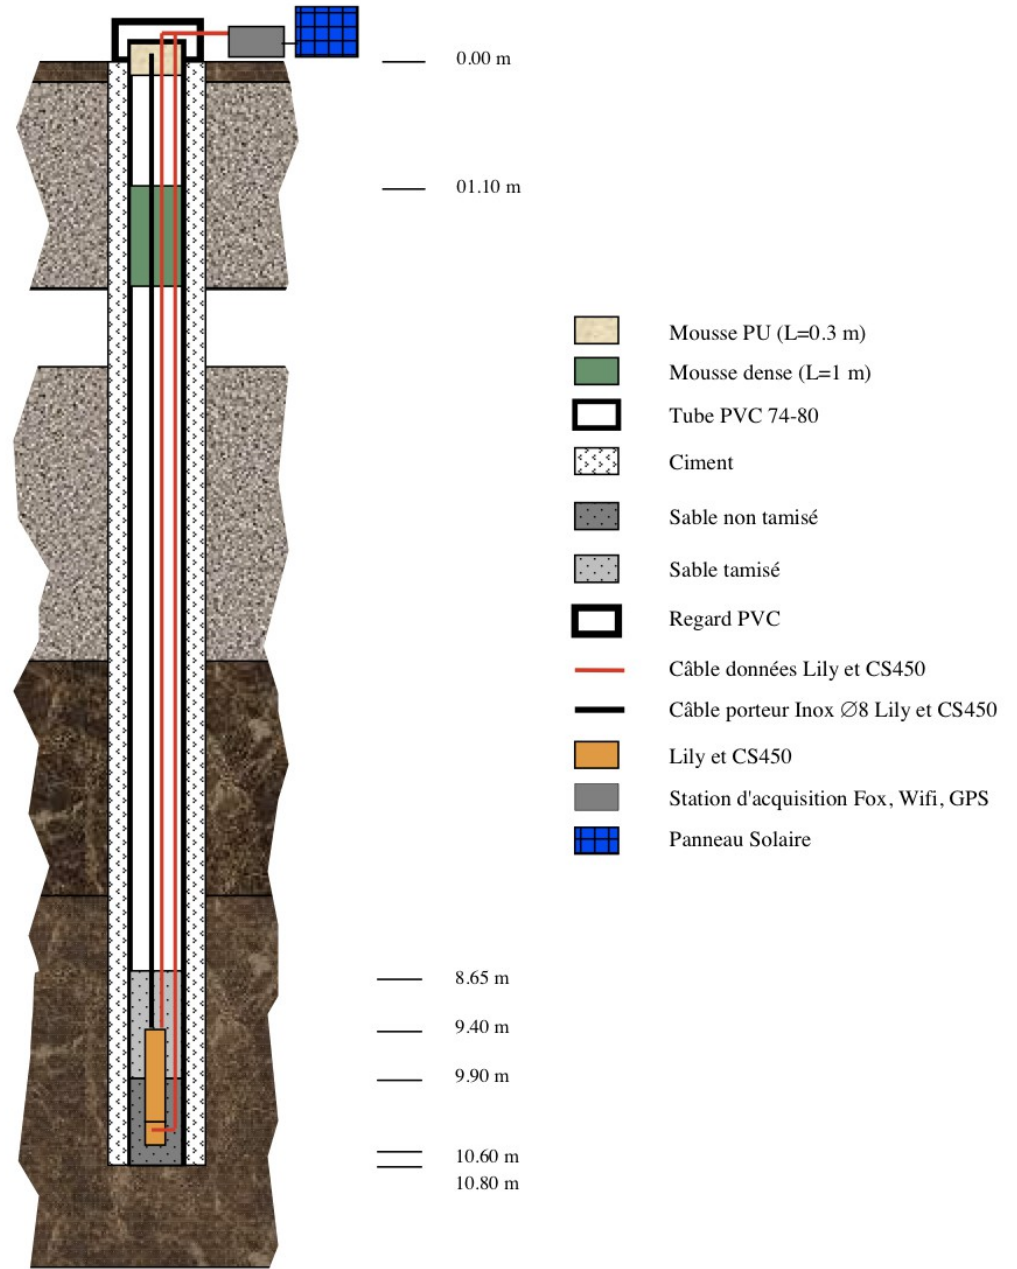 0.00 m
01.10 m
Mousse PU (L=0.3 m)
Mousse dense (L=1 m)
Tube PVC 74-80
Ciment
Sable non tamisé
Sable tamisé
Regard PVC
Câble données Lily et CS450
Câble porteur Inox ∅8 Lily et CS450
Lily et CS450
Station d'acquisition Fox, Wifi, GPS
Panneau Solaire
8.65 m
9.40 m
9.90 m
10.60 m
10.80 m